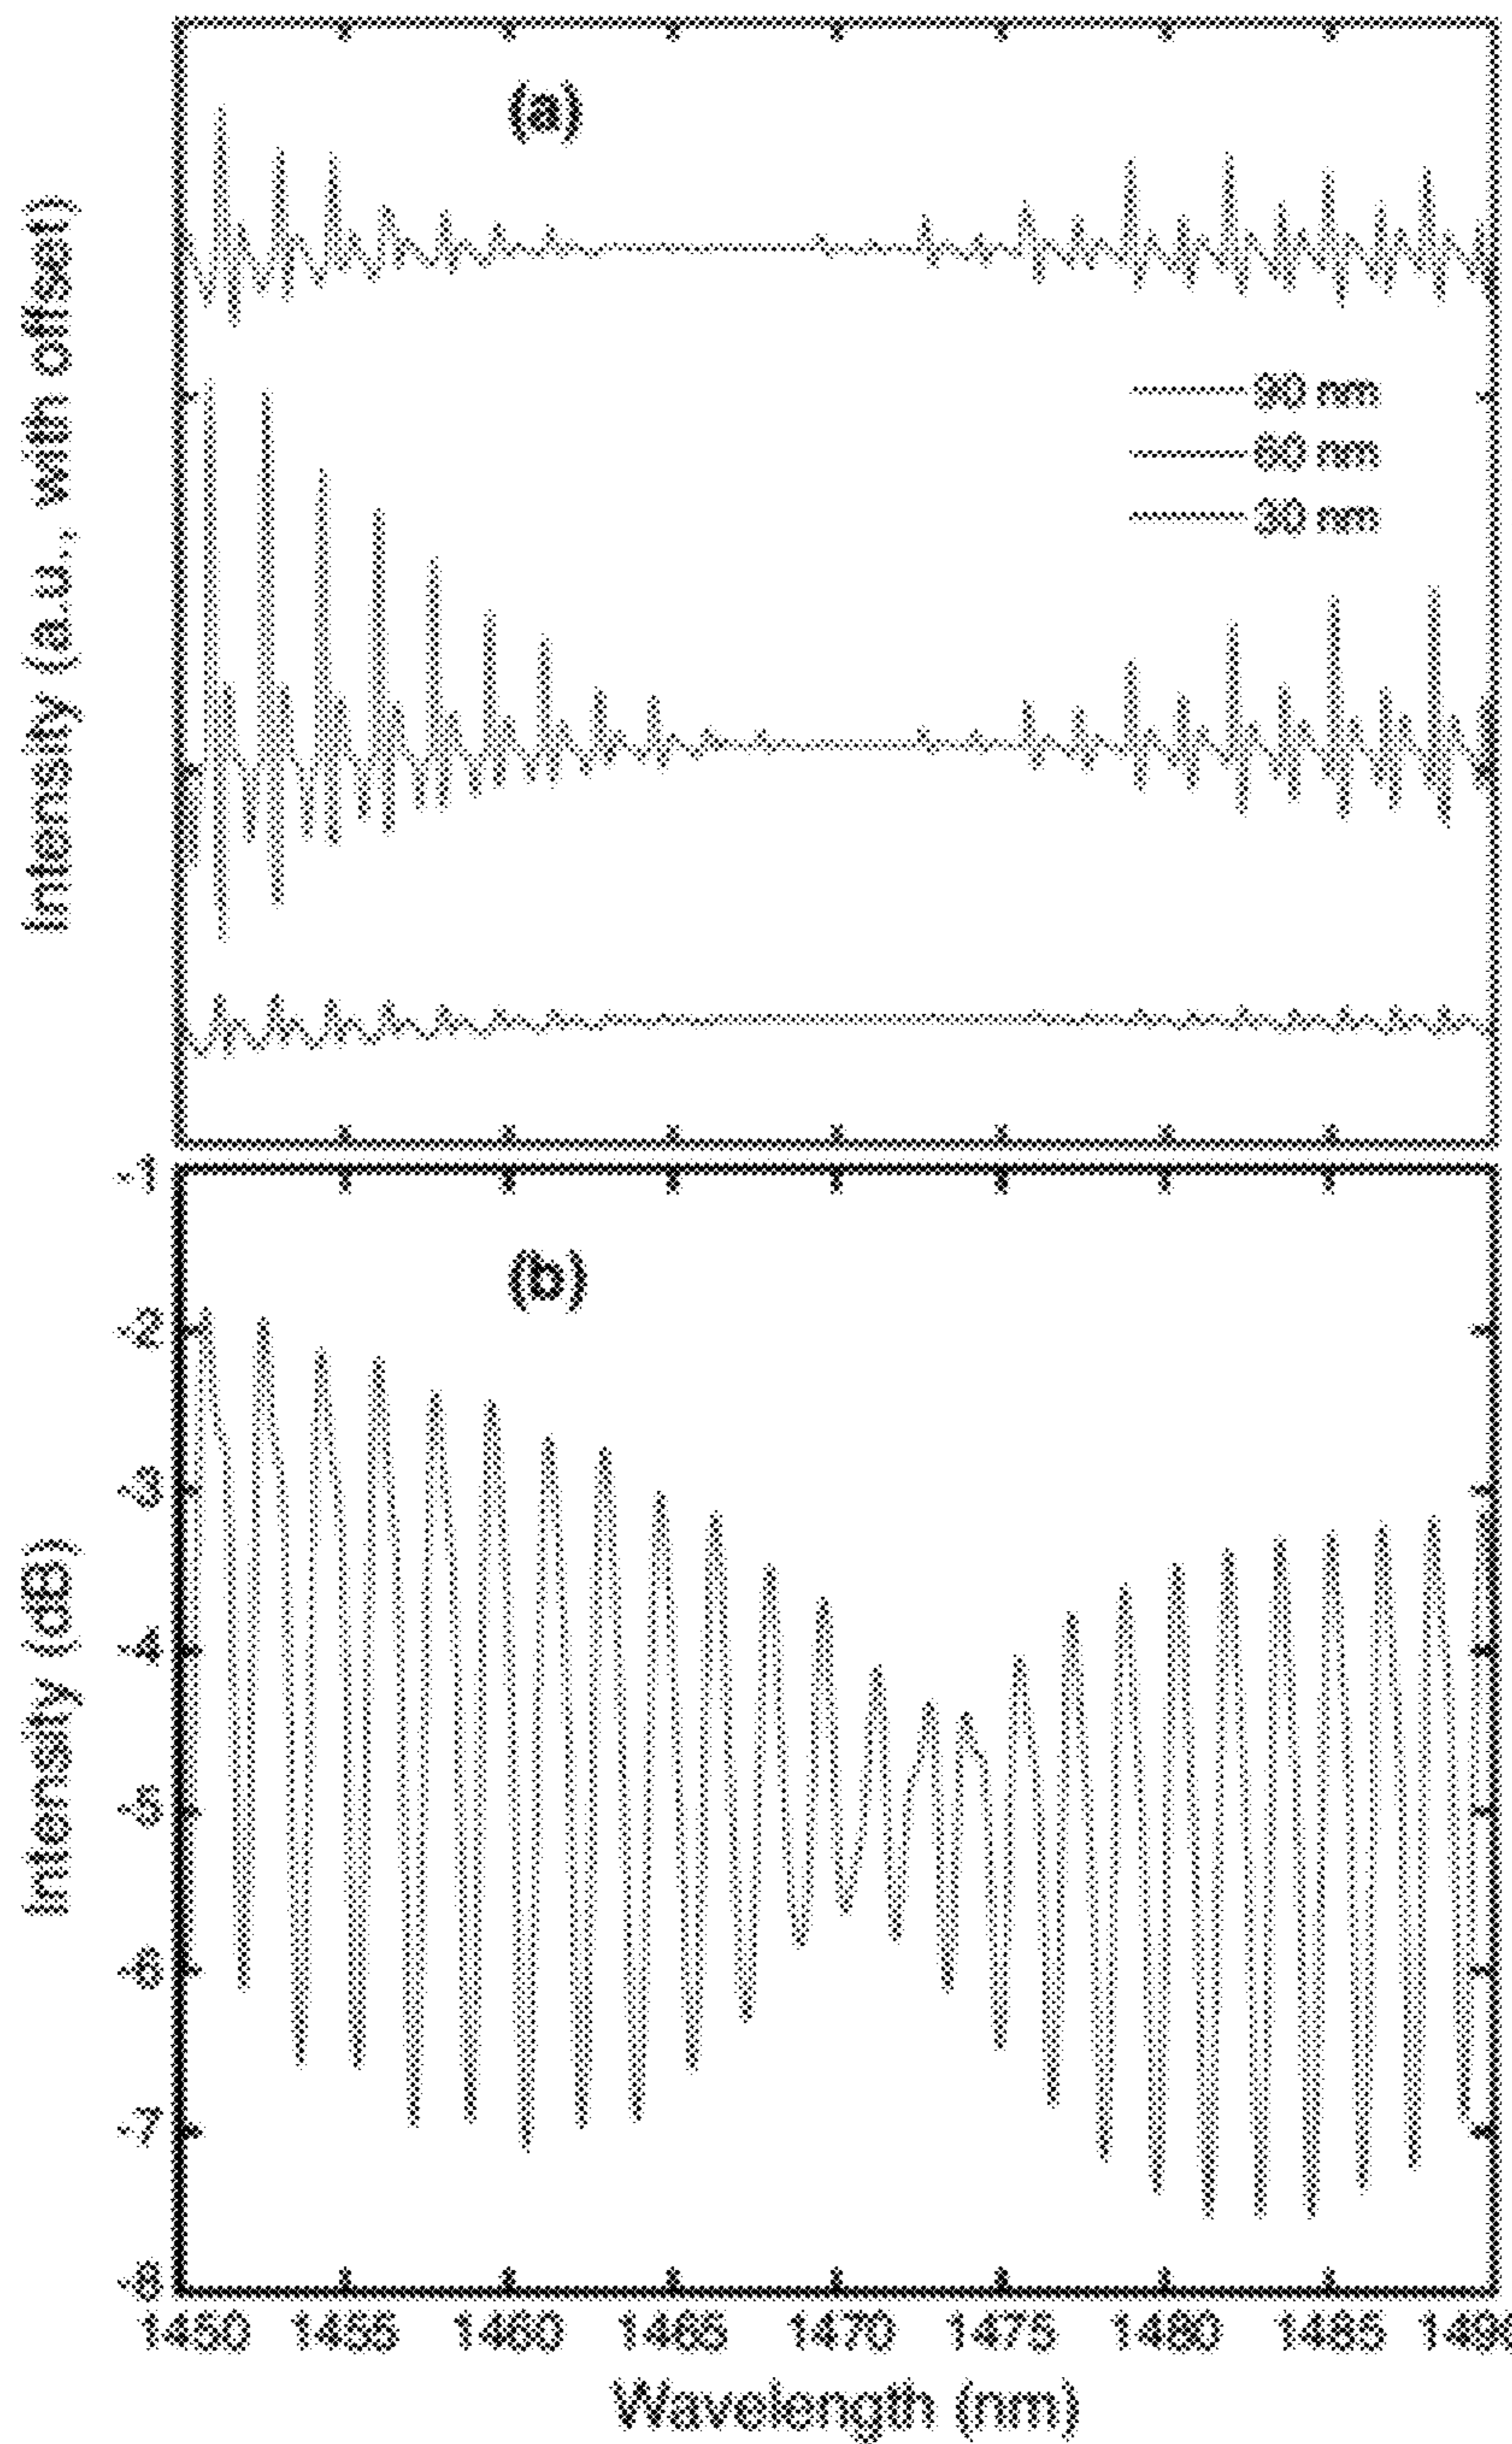 (a)
Intensity (a.u., with offset)
90 nm
60 nm
30 nm
(b)
Intensity (dB)
-1
-2
-3
-4
-5
-6
-7
-8
1450 1455 1460 1465 1470 1475 1480 1485
Wavelength (nm)